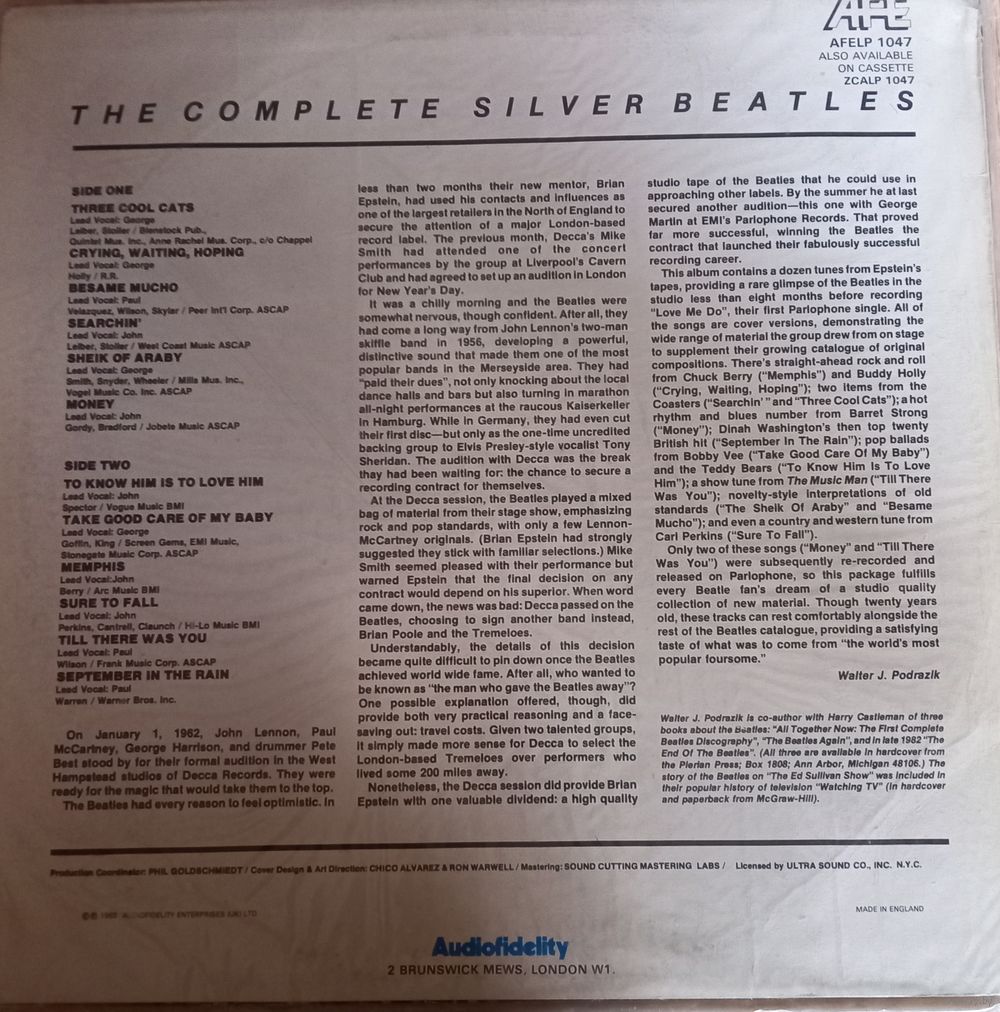 AFE
AFELP 1047
ALSO AVAILABLE
ON CASSETTE
ZCALP 1047
THE COMPLETE SILVER BEATLES
SIDE ONE
THREE COOL CATS
Lead Vocal: George
Leiber, Stoller / Bienstock Pub.,
Quintet Mus. Inc., Anne Rachel Mus. Corp., c/o Chappel
CRYING, WAITING, HOPING
Lead Vocal: George
Holly / R.R.
BESAME MUCHO
Lead Vocal: Paul
Velazquez, Wilson, Skylar / Peer Int'l Corp. ASCAP
SEARCHIN'
Lead Vocal: John
Leiber, Stoller / West Coast Music ASCAP
SHEIK OF ARABY
Lead Vocal: George
Smith, Snyder, Wheeler / Mills Mus. Inc.,
Vogel Music Co. Inc. ASCAP
MONEY
Lead Vocal: John
Gordy, Bradford / Jobete Music ASCAP
SIDE TWO
TO KNOW HIM IS TO LOVE HIM
Lead Vocal: John
Spector / Vogue Music BMI
TAKE GOOD CARE OF MY BABY
Lead Vocal: George
Goffin, King / Screen Gems, EMI Music,
Stonegate Music Corp. ASCAP
MEMPHIS
Lead Vocal:John
Berry / Arc Music BMI
SURE TO FALL
Lead Vocal: John
Perkins, Cantrell, Claunch / Hi-Lo Music BMI
TILL THERE WAS YOU
Lead Vocal: Paul
Wilson / Frank Music Corp. ASCAP
SEPTEMBER IN THE RAIN
Lead Vocal: Paul
Warren / Warner Bros. Inc.
On January 1, 1962, John Lennon, Paul
McCartney, George Harrison, and drummer Pete
Best stood by for their formal audition in the West
Hampstead studios of Decca Records. They were
ready for the magic that would take them to the top.
The Beatles had every reason to feel optimistic. In
less than two months their new mentor, Brian
Epstein, had used his contacts and influences as
one of the largest retailers in the North of England to
secure the attention of a major London-based
record label. The previous month, Decca's Mike
Smith had attended one of the concert
performances by the group at Liverpool's Cavern
Club and had agreed to set up an audition in London
for New Year's Day.
It was a chilly morning and the Beatles were
somewhat nervous, though confident. After all, they
had come a long way from John Lennon's two-man
skiffle band in 1956, developing a powerful,
distinctive sound that made them one of the most
popular bands in the Merseyside area. They had
"paid their dues", not only knocking about the local
dance halls and bars but also turning in marathon
all-night performances at the raucous Kaiserkeller
in Hamburg. While in Germany, they had even cut
their first disc—but only as the one-time uncredited
backing group to Elvis Presley-style vocalist Tony
Sheridan. The audition with Decca was the break
thay had been waiting for: the chance to secure a
recording contract for themselves.
At the Decca session, the Beatles played a mixed
bag of material from their stage show, emphasizing
rock and pop standards, with only a few Lennon-
McCartney originals. (Brian Epstein had strongly
suggested they stick with familiar selections.) Mike
Smith seemed pleased with their performance but
warned Epstein that the final decision on any
contract would depend on his superior. When word
came down, the news was bad: Decca passed on the
Beatles, choosing to sign another band instead,
Brian Poole and the Tremeloes.
Understandably, the details of this decision
became quite difficult to pin down once the Beatles
achieved world wide fame. After all, who wanted to
be known as "the man who gave the Beatles away"?
One possible explanation offered, though, did
provide both very practical reasoning and a face-
saving out: travel costs. Given two talented groups,
it simply made more sense for Decca to select the
London-based Tremeloes over performers who
lived some 200 miles away.
Nonetheless, the Decca session did provide Brian
Epstein with one valuable dividend: a high quality
studio tape of the Beatles that he could use in
approaching other labels. By the summer he at last
secured another audition—this one with George
Martin at EMI's Parlophone Records. That proved
far more successful, winning the Beatles the
contract that launched their fabulously successful
recording career.
This album contains a dozen tunes from Epstein's
tapes, providing a rare glimpse of the Beatles in the
studio less than eight months before recording
"Love Me Do", their first Parlophone single. All of
the songs are cover versions, demonstrating the
wide range of material the group drew from on stage
to supplement their growing catalogue of original
compositions. There's straight-ahead rock and roll
from Chuck Berry ("Memphis") and Buddy Holly
("Crying, Waiting, Hoping"); two items from the
Coasters ("Searchin' " and "Three Cool Cats"); a hot
rhythm and blues number from Barret Strong
("Money"); Dinah Washington's then top twenty
British hit ("September In The Rain"); pop ballads
from Bobby Vee ("Take Good Care Of My Baby")
and the Teddy Bears ("To Know Him Is To Love
Him"); a show tune from The Music Man ("Till There
Was You"); novelty-style interpretations of old
standards ("The Sheik Of Araby" and "Besame
Mucho"); and even a country and western tune from
Carl Perkins ("Sure To Fall").
Only two of these songs ("Money" and "Till There
Was You") were subsequently re-recorded and
released on Parlophone, so this package fulfills
every Beatle fan's dream of a studio quality
collection of new material. Though twenty years
old, these tracks can rest comfortably alongside the
rest of the Beatles catalogue, providing a satisfying
taste of what was to come from "the world's most
popular foursome."
Walter J. Podrazik
Walter J. Podrazik is co-author with Harry Castleman of three
books about the Beatles: "All Together Now: The First Complete
Beatles Discography", "The Beatles Again", and in late 1982 "The
End Of The Beatles". (All three are available in hardcover from
the Pierian Press; Box 1808; Ann Arbor, Michigan 48106.) The
story of the Beatles on "The Ed Sullivan Show" was included in
their popular history of television "Watching TV" (in hardcover
and paperback from McGraw-Hill).
Production Coordinator: PHIL GOLDSCHMIEDT / Cover Design & Art Direction: CHICO ALVAREZ & RON WARWELL / Mastering: SOUND CUTTING MASTERING LABS / Licensed by ULTRA SOUND CO., INC. N.Y.C.
AUDIOFIDELITY ENTERPRISES (UK) LTD
MADE IN ENGLAND
Audiofidelity
2 BRUNSWICK MEWS, LONDON W1.